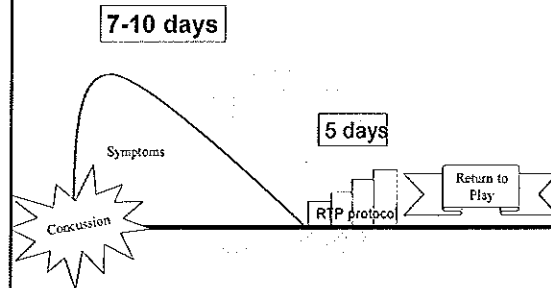 7-10 days
5 days
Symptoms
Concussion
RTP protocol
Return to
Play